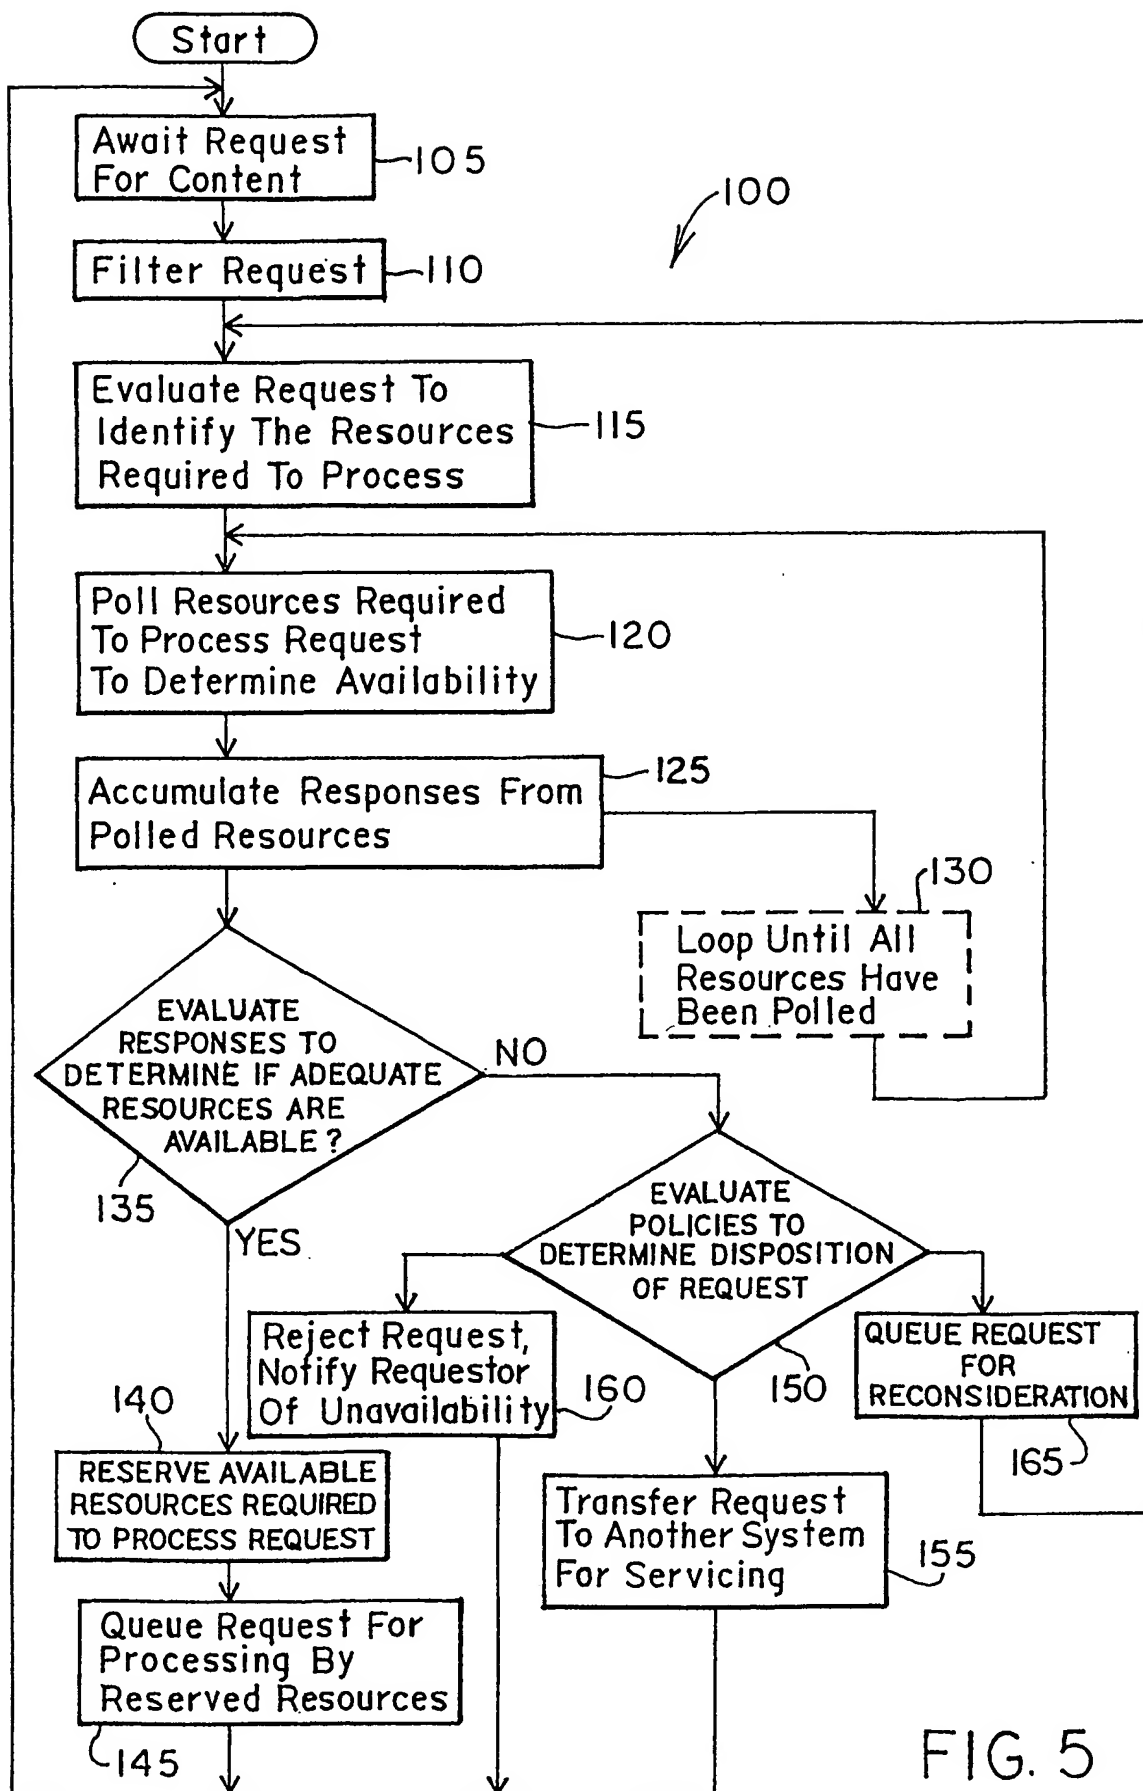 Start
Await Request
For Content
105
100
Filter Request
110
Evaluate Request To
Identify The Resources
Required To Process
115
Poll Resources Required
To Process Request
To Determine Availability
120
Accumulate Responses From
Polled Resources
125
130
Loop Until All
Resources Have
Been Polled
EVALUATE
RESPONSES TO
DETERMINE IF ADEQUATE
RESOURCES ARE
AVAILABLE?
135
NO
YES
EVALUATE
POLICIES TO
DETERMINE DISPOSITION
OF REQUEST
150
Reject Request,
Notify Requestor
Of Unavailability
160
QUEUE REQUEST
FOR
RECONSIDERATION
165
140
RESERVE AVAILABLE
RESOURCES REQUIRED
TO PROCESS REQUEST
Transfer Request
To Another System
For Servicing
155
Queue Request For
Processing By
Reserved Resources
145
FIG. 5